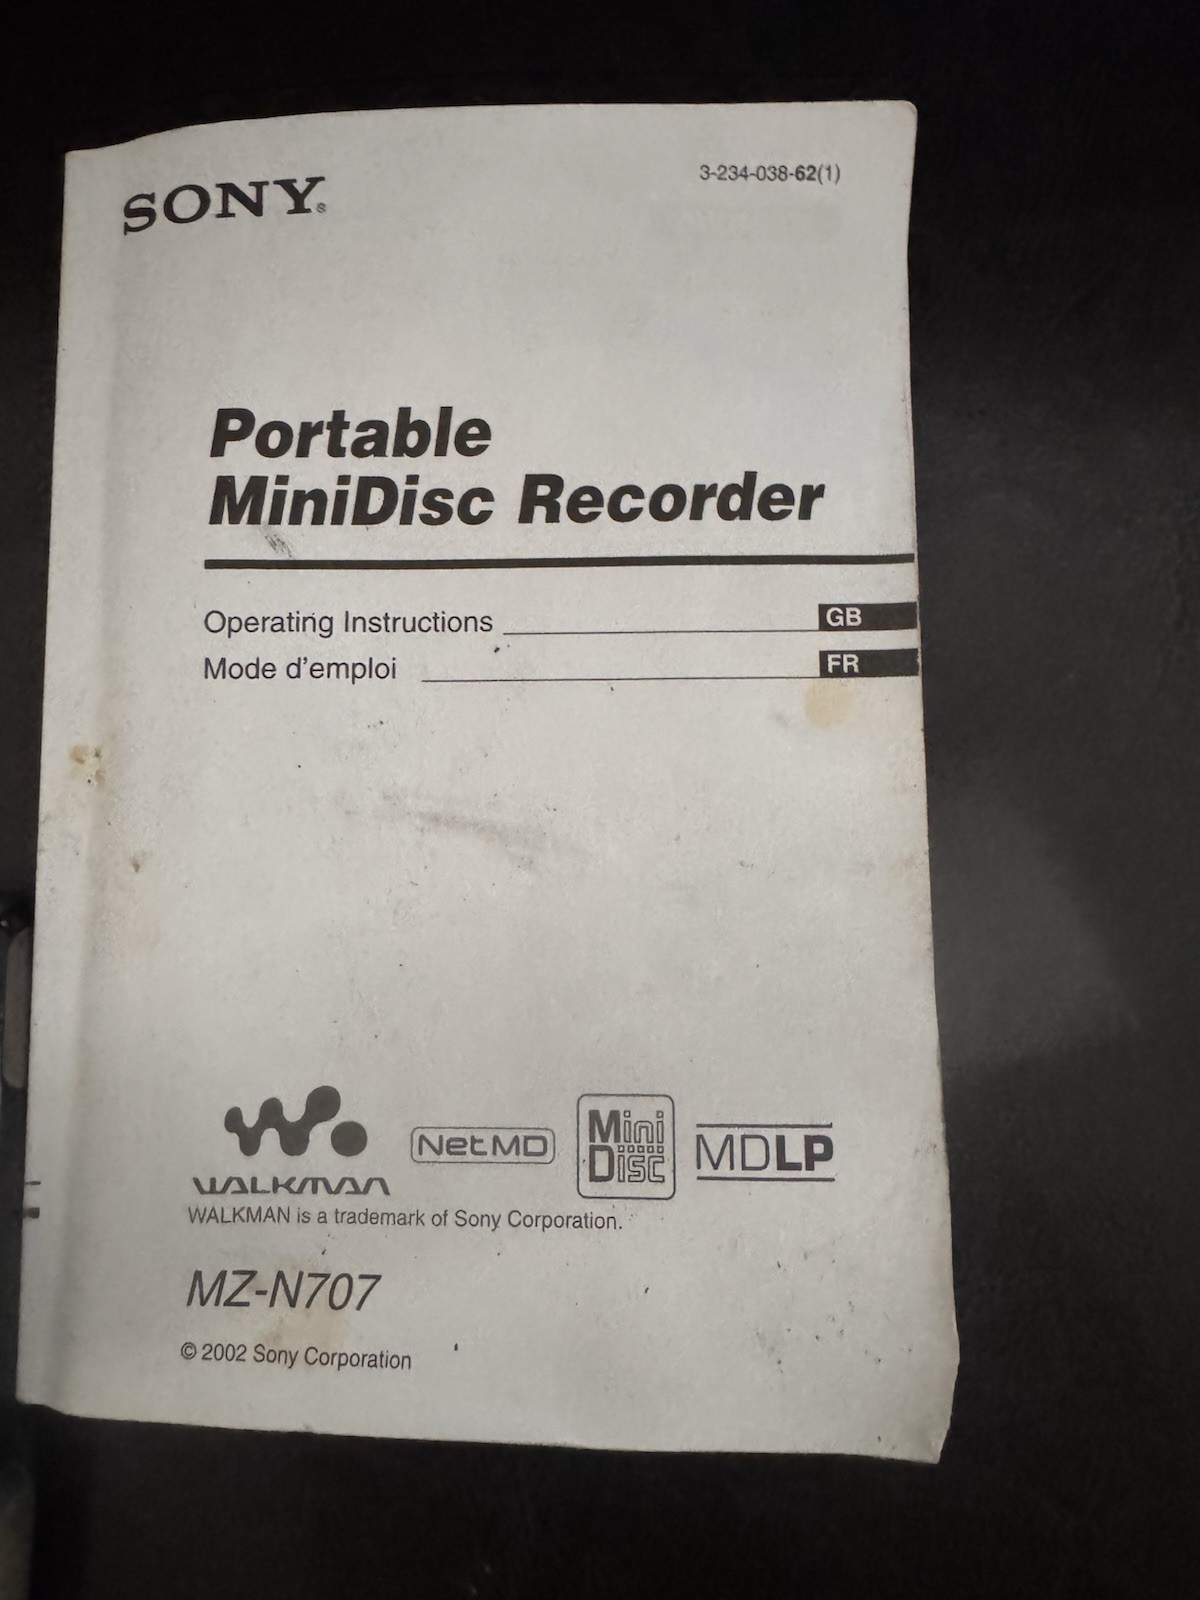 SONY®
3-234-038-62(1)
Portable
MiniDisc Recorder
Operating Instructions GB
Mode d'emploi FR
WALKMAN
NetMD
Mini
Disc
MDLP
WALKMAN is a trademark of Sony Corporation.
MZ-N707
© 2002 Sony Corporation